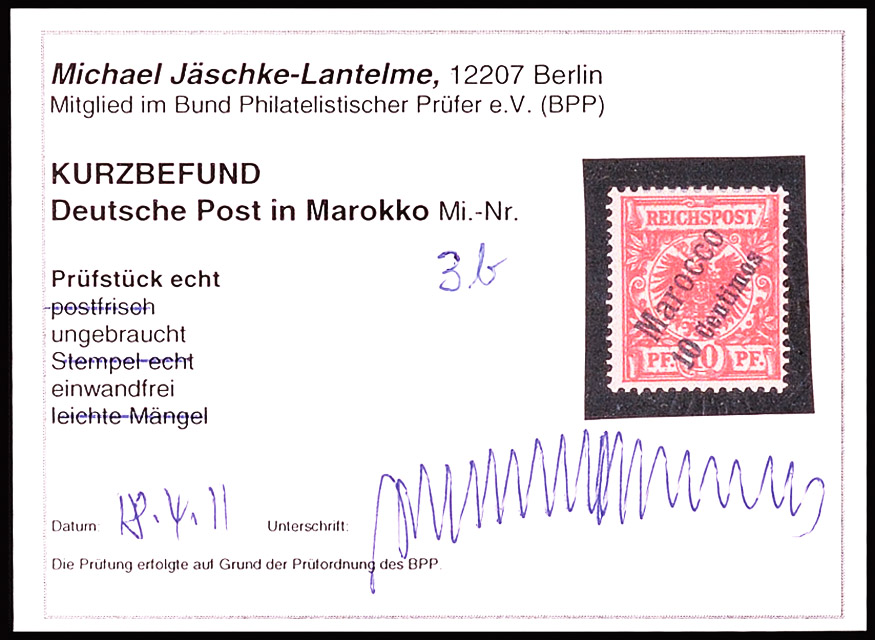 Michael Jäschke-Lantelme, 12207 Berlin
Mitglied im Bund Philatelistischer Prüfer e.V. (BPP)
KURZBEFUND
Deutsche Post in Marokko Mi.-Nr.
3b
Prüfstück echt
postfrisch
ungebraucht
Stempel echt
einwandfrei
leichte Mängel
REICHSPOST
Marocco
10 Centimos
PF. 10 PF.
Datum:
Unterschrift:
Die Prüfung erfolgte auf Grund der Prüfordnung des BPP.